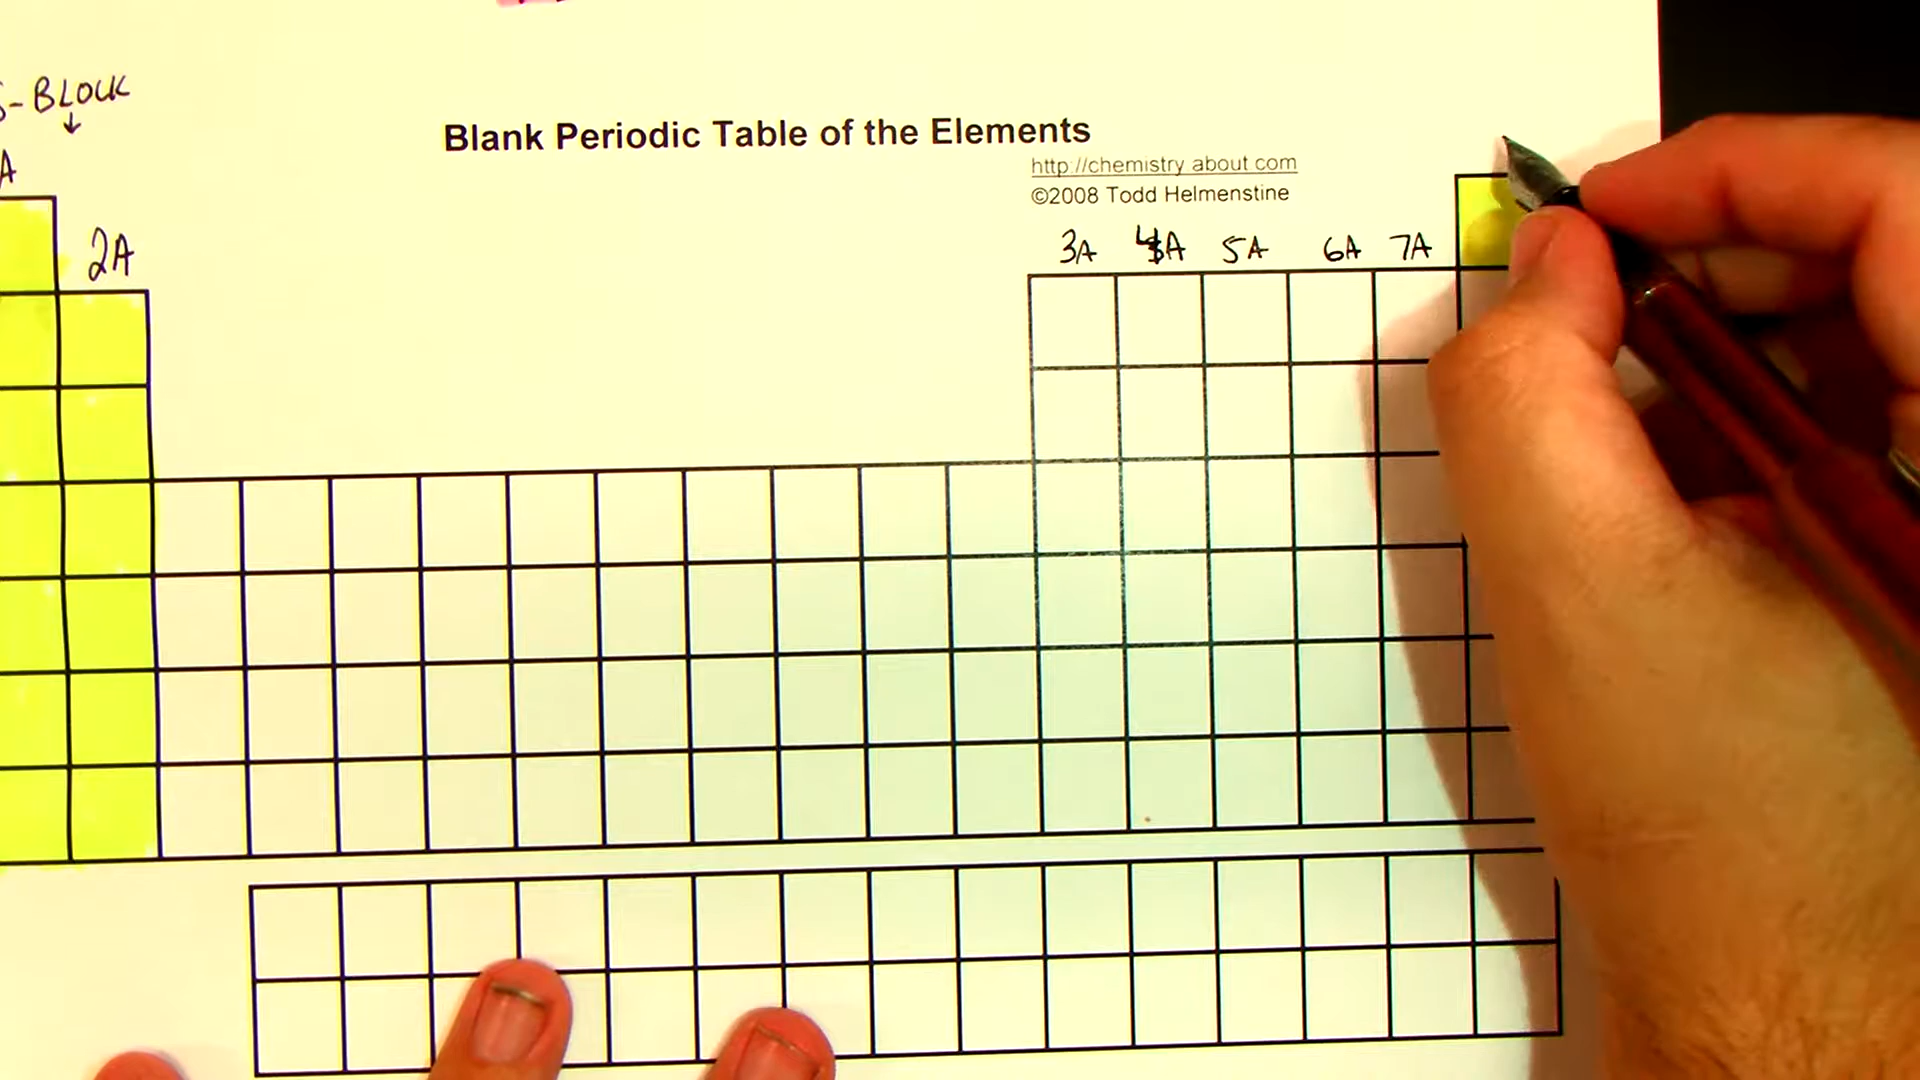 S-BLOCK
↓
Blank Periodic Table of the Elements
http://chemistry.about.com
©2008 Todd Helmenstine
A
2A
3A 4A 5A 6A 7A